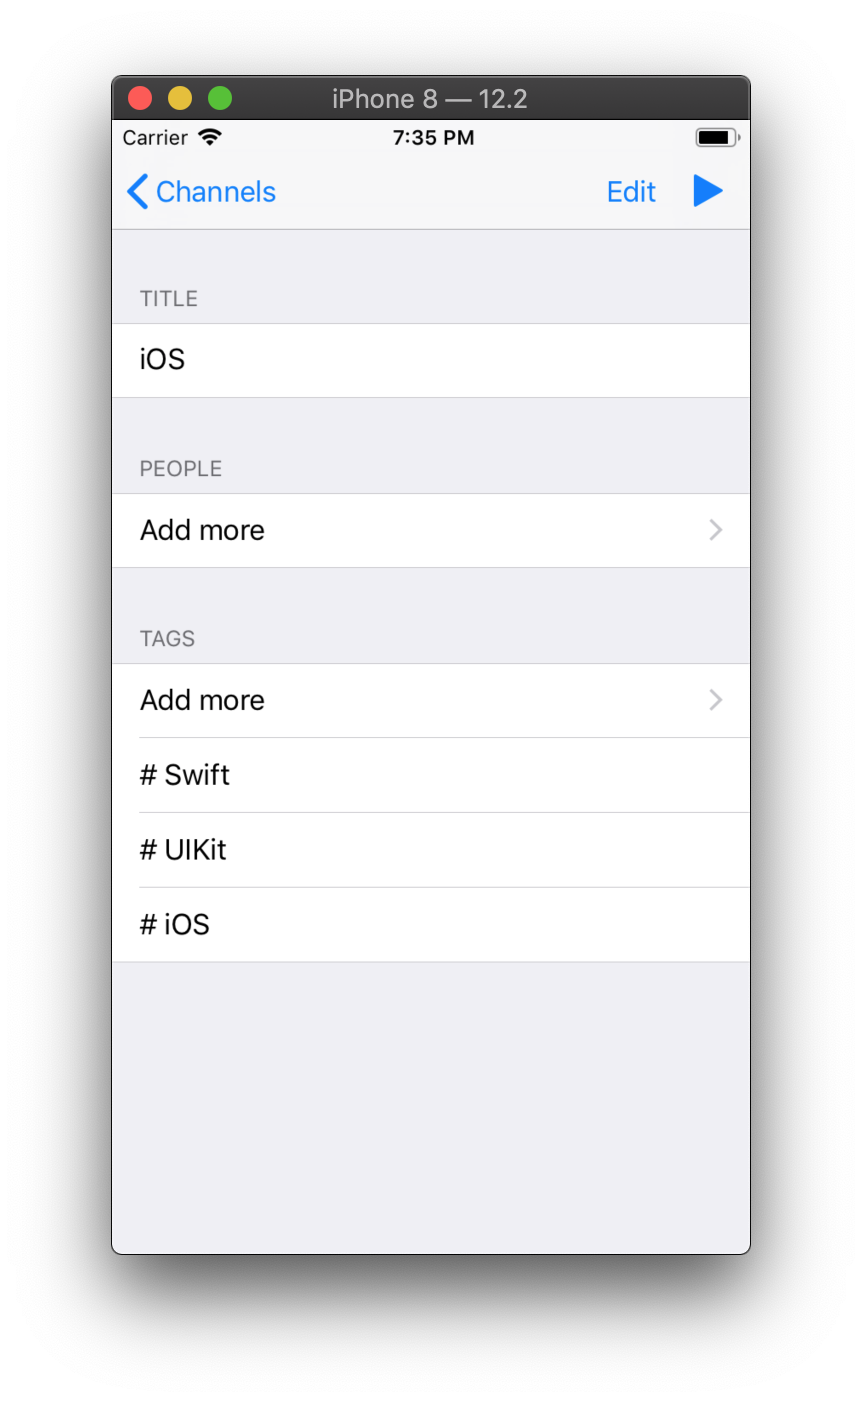 iPhone 8 — 12.2
Carrier 7:35 PM
Channels Edit
TITLE
iOS
PEOPLE
Add more
TAGS
Add more
# Swift
# UIKit
# iOS